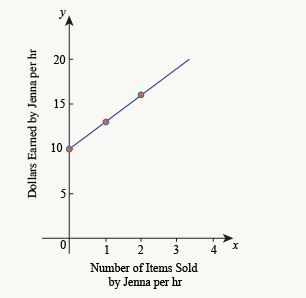 y
20
15
10
5
0
1 2 3 4 x
Dollars Earned by Jenna per hr
Number of Items Sold
by Jenna per hr